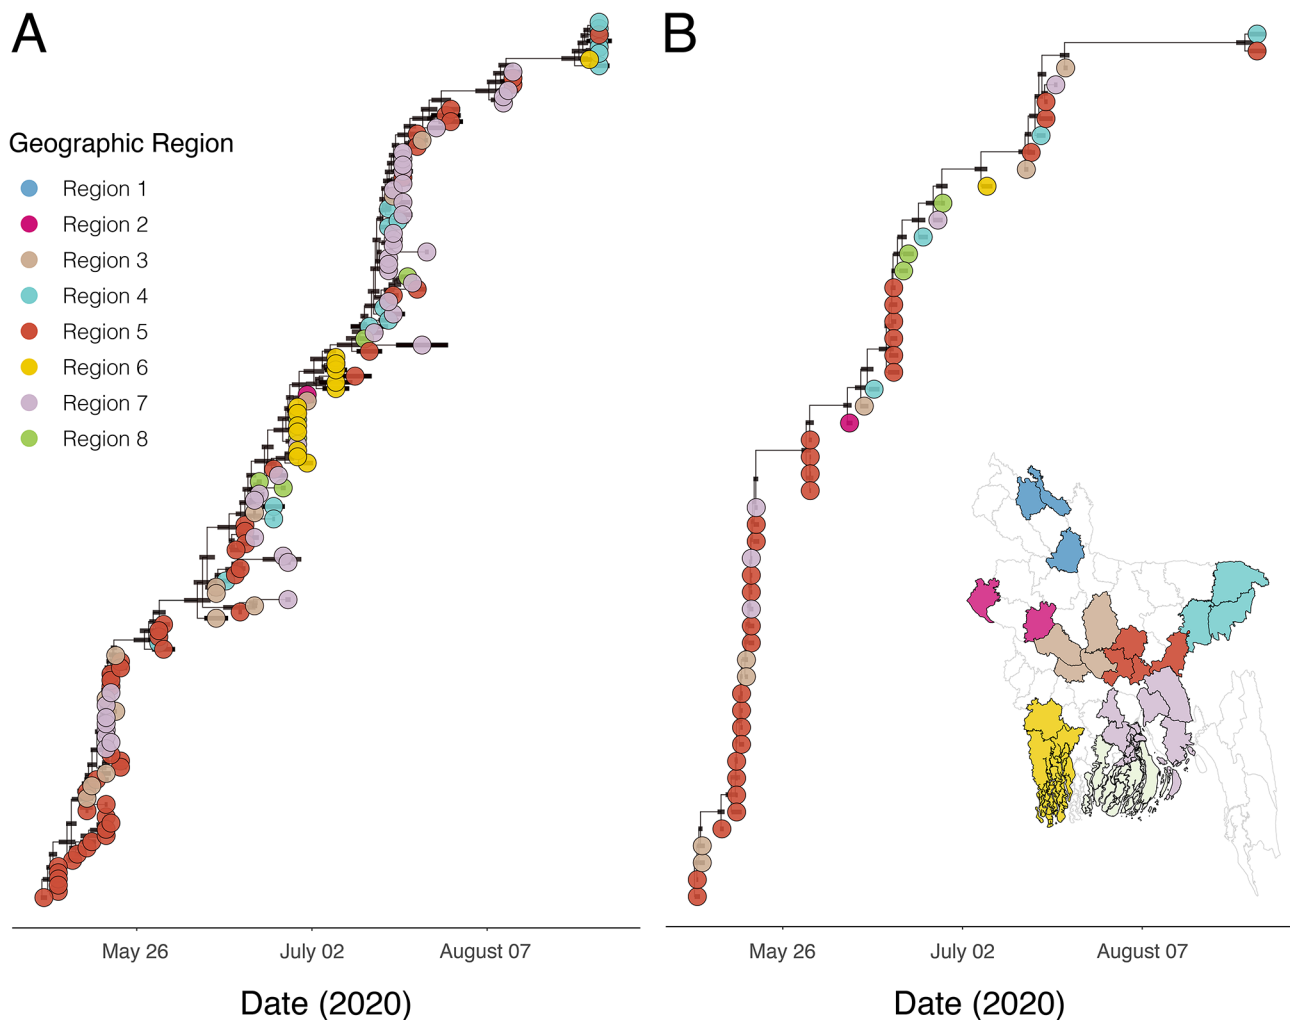 A
B
Geographic Region
Region 1
Region 2
Region 3
Region 4
Region 5
Region 6
Region 7
Region 8
May 26
July 02
August 07
May 26
July 02
August 07
Date (2020)
Date (2020)